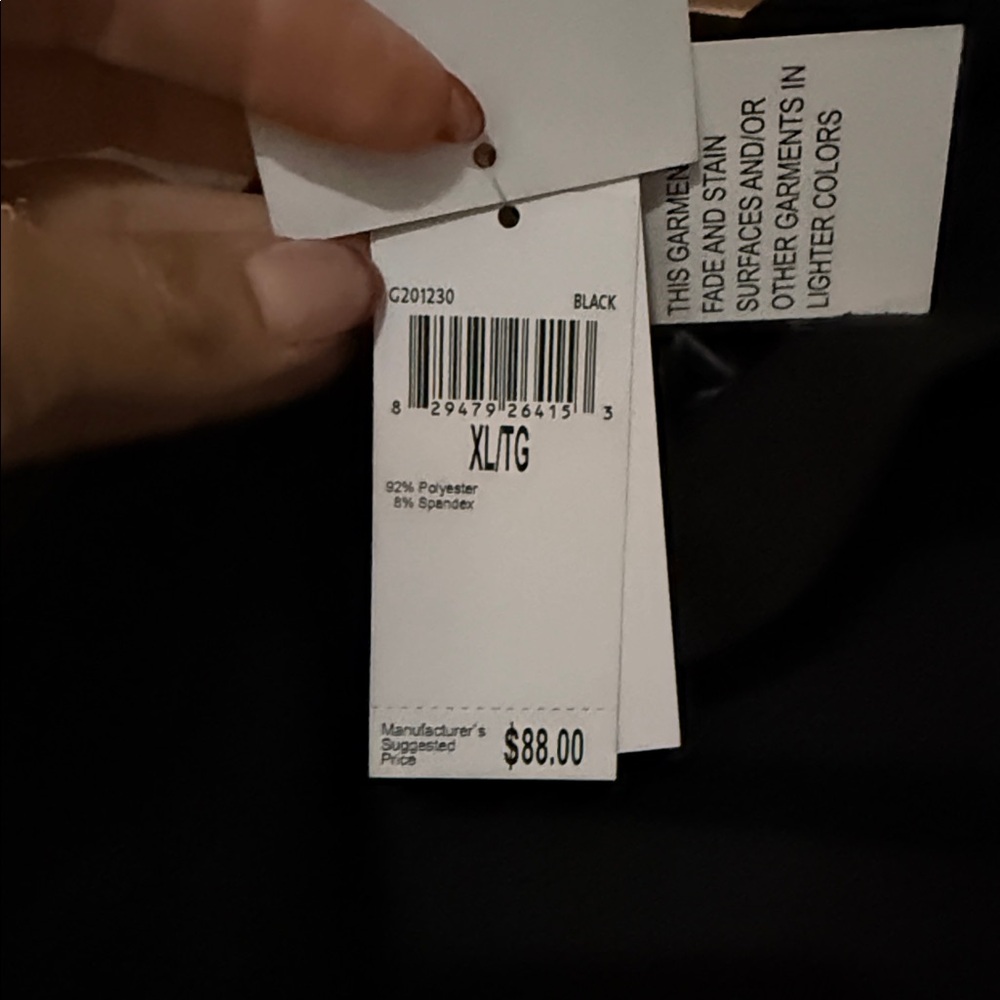 G201230 BLACK
8 29479 26415 3
XL/TG
92% Polyester
8% Spandex
Manufacturer's
Suggested
Price
$88.00
THIS GARMEN
FADE AND STAIN
SURFACES AND/OR
OTHER GARMENTS IN
LIGHTER COLORS